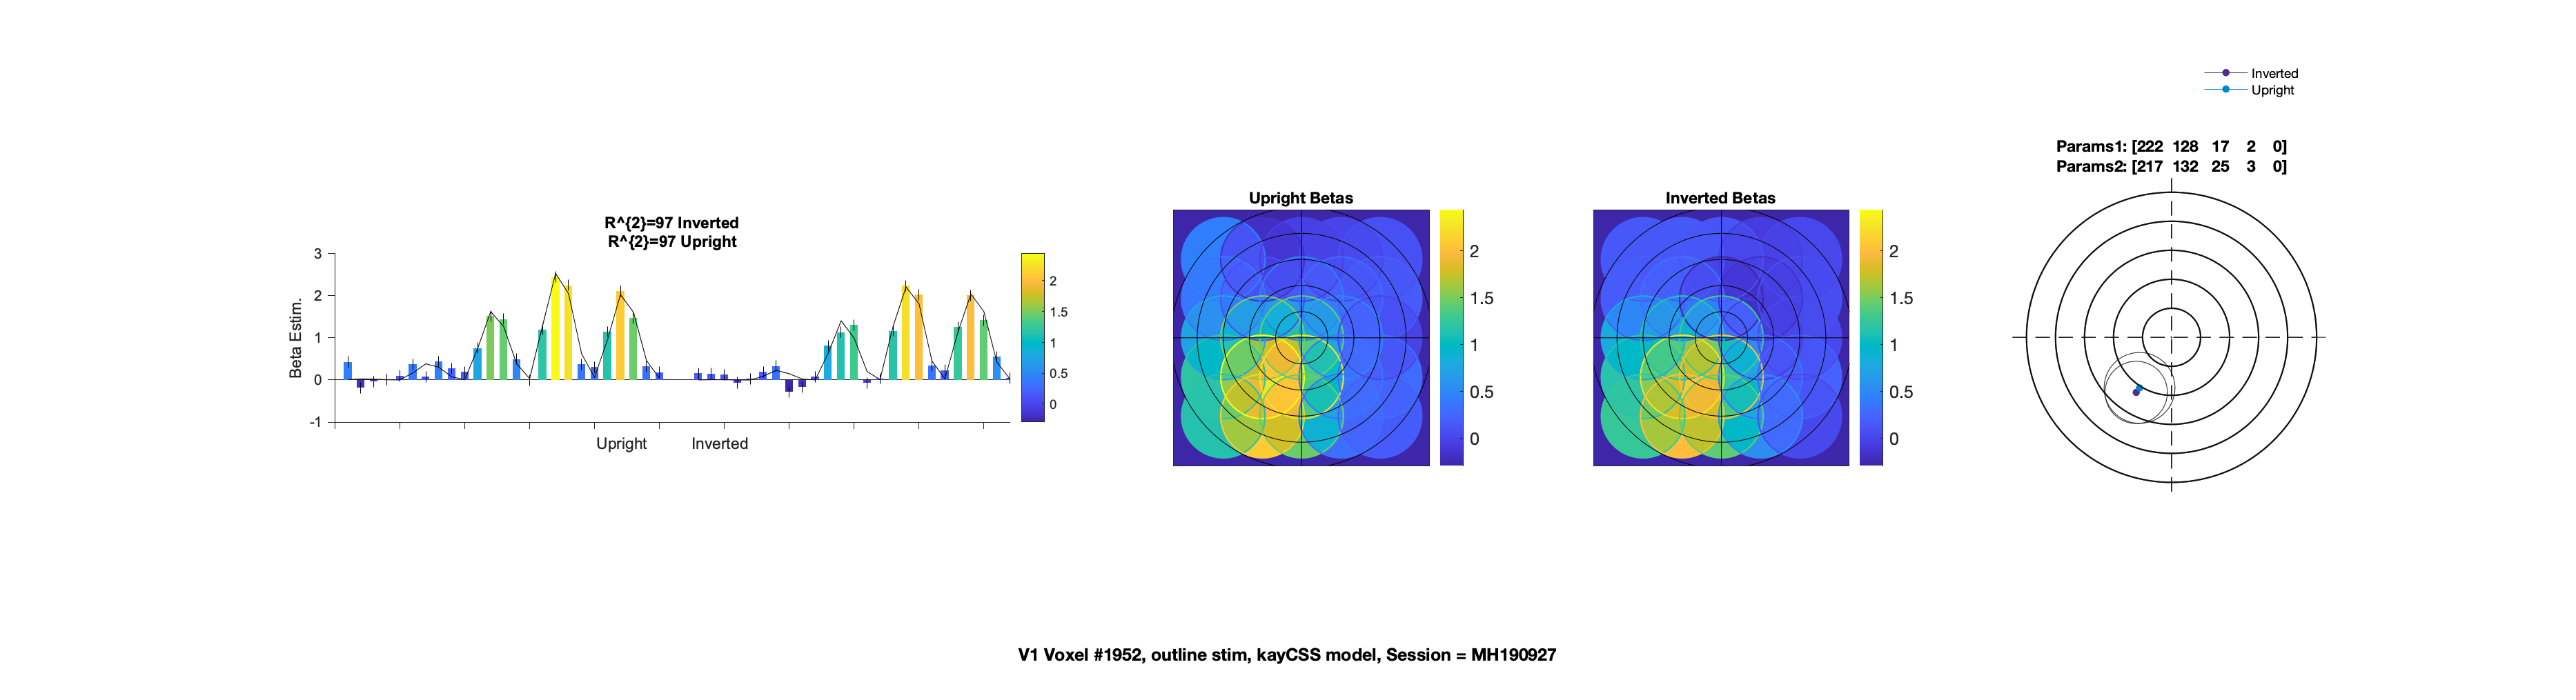 Inverted
Upright
Params1: [222 128 17 2 0]
Params2: [217 132 25 3 0]
R^{2}=97 Inverted
R^{2}=97 Upright
Beta Estim.
3
2
1
0
-1
Upright Inverted
2
1.5
1
0.5
0
Upright Betas
2
1.5
1
0.5
0
Inverted Betas
2
1.5
1
0.5
0
V1 Voxel #1952, outline stim, kayCSS model, Session = MH190927